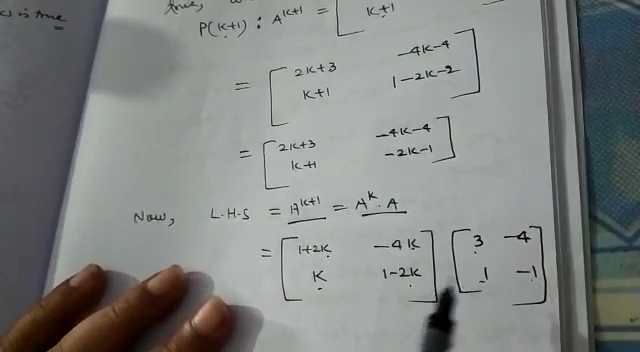 is true
true,
P(K+1) : A^{K+1} = [ K+1
= [ 2K+3 -4K-4
K+1 1-2K-2 ]
= [ 2K+3 -4K-4
K+1 -2K-1 ]
Now, L.H.S = A^{K+1} = A^K . A
= [ 1+2K -4K ] [ 3 -4
K 1-2K ] 1 -1 ]